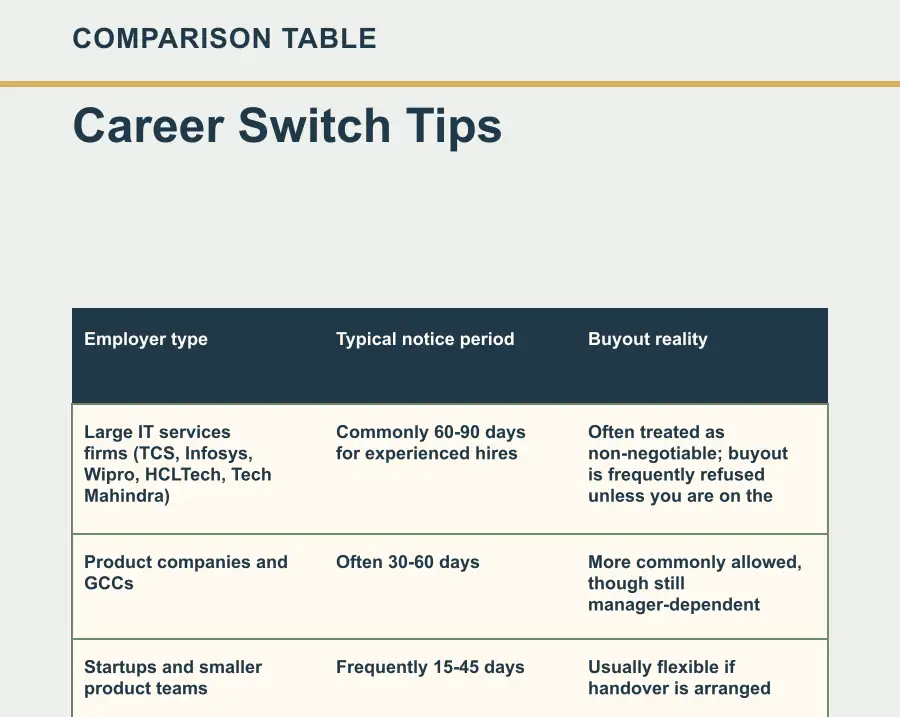 COMPARISON TABLE
Career Switch Tips
Employer type
Typical notice period
Buyout reality
Large IT services
firms (TCS, Infosys,
Wipro, HCLTech, Tech
Mahindra)
Commonly 60-90 days
for experienced hires
Often treated as
non-negotiable; buyout
is frequently refused
unless you are on the
Product companies and
GCCs
Often 30-60 days
More commonly allowed,
though still
manager-dependent
Startups and smaller
product teams
Frequently 15-45 days
Usually flexible if
handover is arranged